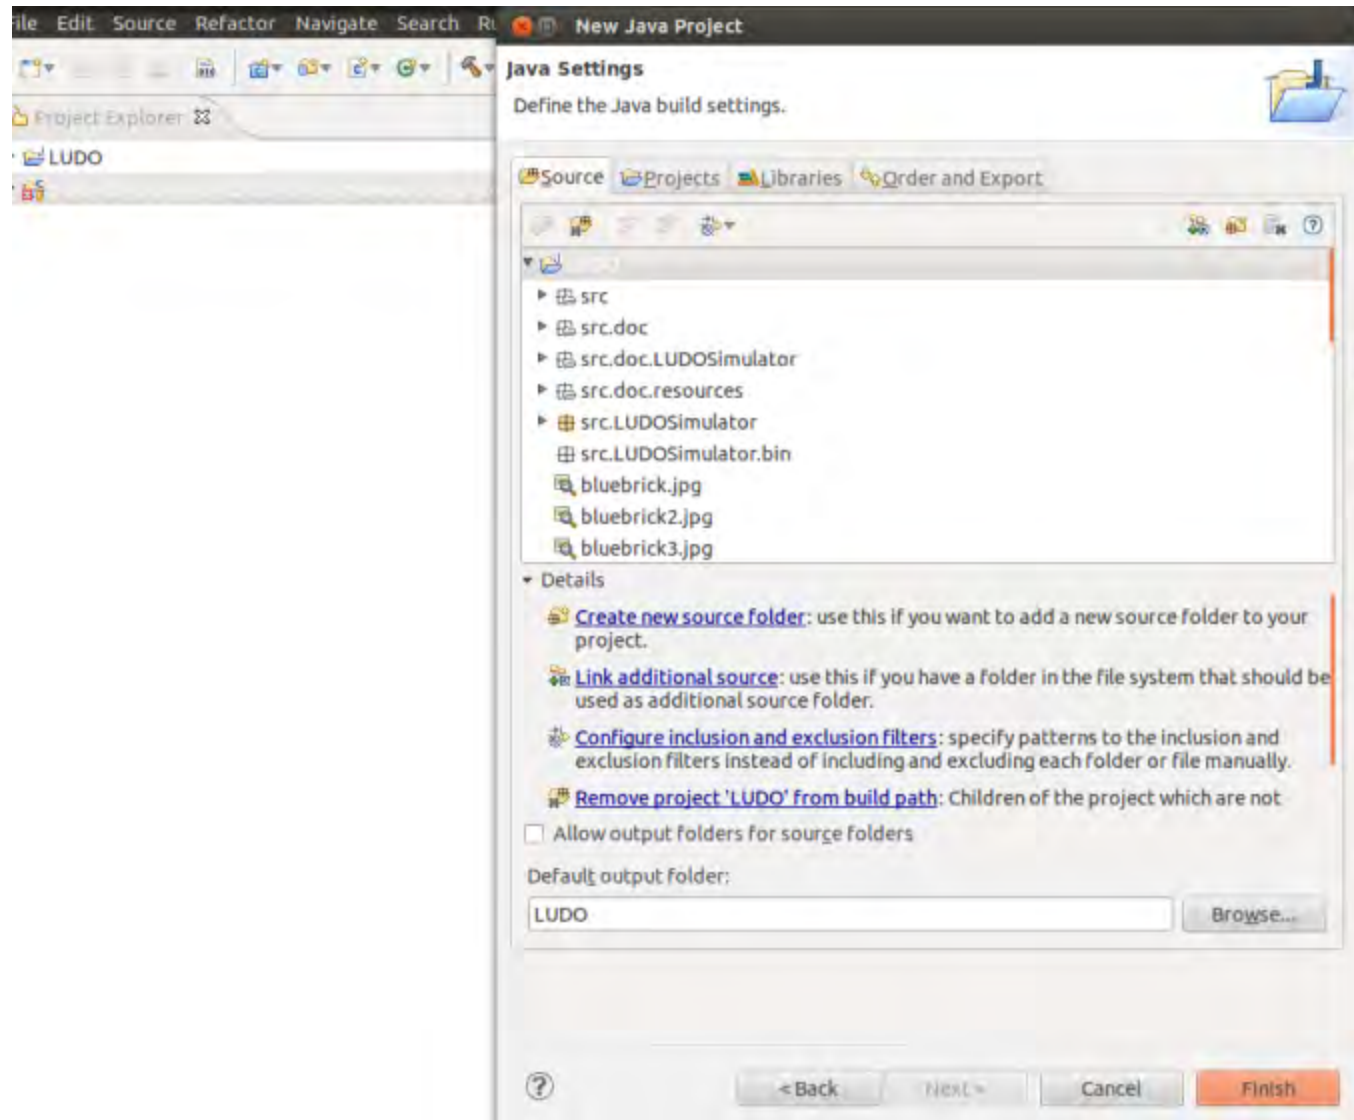 ile Edit Source Refactor Navigate Search Ru
New Java Project
Java Settings
Define the Java build settings.
Project Explorer
LUDO
Source Projects Libraries Order and Export
src
src.doc
src.doc.LUDOSimulator
src.doc.resources
src.LUDOSimulator
src.LUDOSimulator.bin
bluebrick.jpg
bluebrick2.jpg
bluebrick3.jpg
Details
Create new source folder: use this if you want to add a new source folder to your
project.
Link additional source: use this if you have a folder in the file system that should be
used as additional source folder.
Configure inclusion and exclusion filters: specify patterns to the inclusion and
exclusion filters instead of including and excluding each folder or file manually.
Remove project 'LUDO' from build path: Children of the project which are not
Allow output folders for source folders
Default output folder:
LUDO
Browse...
< Back Next > Cancel Finish